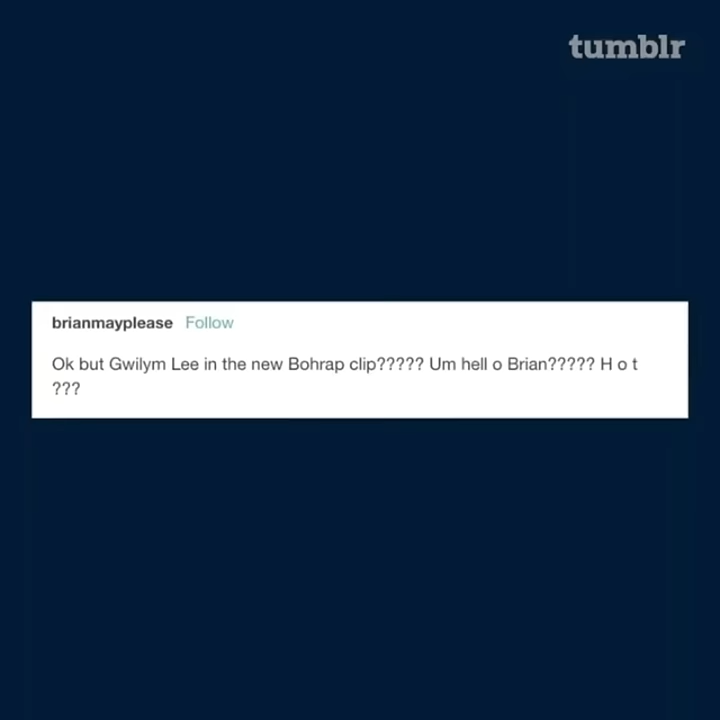 tumblr
brianmayplease Follow
Ok but Gwilym Lee in the new Bohrap clip????? Um hell o Brian????? H o t
???